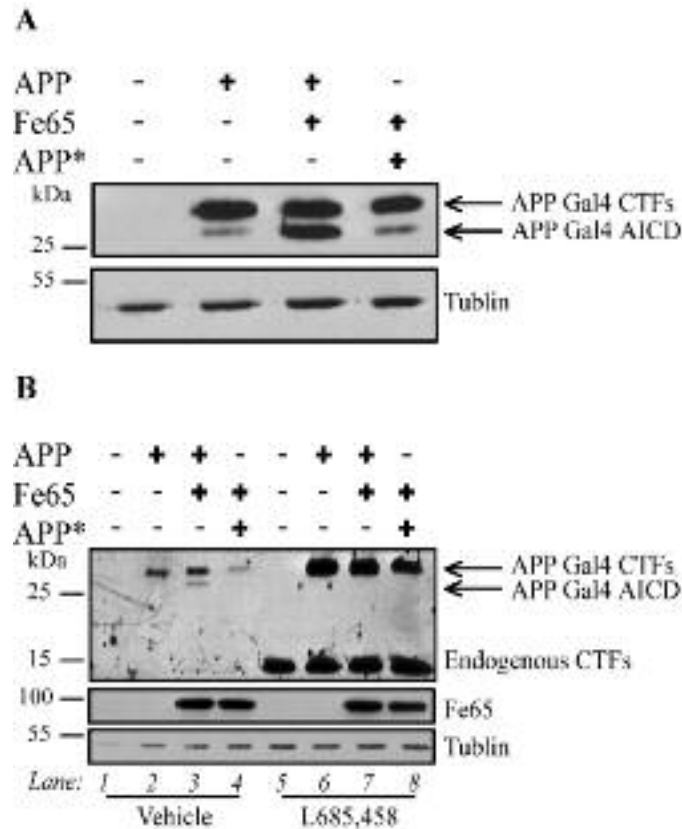 A
APP - + + -
Fe65 - - + +
APP* - - - +
kDa
APP Gal4 CTFs
APP Gal4 AICD
25
55
Tublin
B
APP - + + - - + + -
Fe65 - - + + - - + +
APP* - - - + - - - +
kDa
APP Gal4 CTFs
25
APP Gal4 AICD
15
Endogenous CTFs
100
Fe65
55
Tublin
Lane: 1 2 3 4 5 6 7 8
Vehicle L685,458